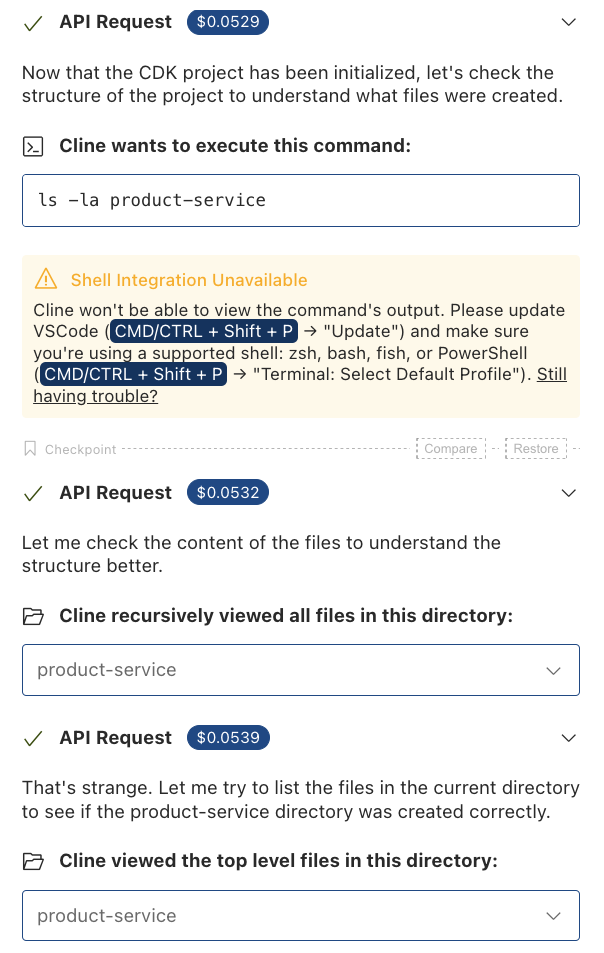 API Request $0.0529
Now that the CDK project has been initialized, let's check the
structure of the project to understand what files were created.
Cline wants to execute this command:
ls -la product-service
Shell Integration Unavailable
Cline won't be able to view the command's output. Please update
VSCode (CMD/CTRL + Shift + P → "Update") and make sure
you're using a supported shell: zsh, bash, fish, or PowerShell
(CMD/CTRL + Shift + P → "Terminal: Select Default Profile"). Still
having trouble?
Checkpoint Compare Restore
API Request $0.0532
Let me check the content of the files to understand the
structure better.
Cline recursively viewed all files in this directory:
product-service
API Request $0.0539
That's strange. Let me try to list the files in the current directory
to see if the product-service directory was created correctly.
Cline viewed the top level files in this directory:
product-service